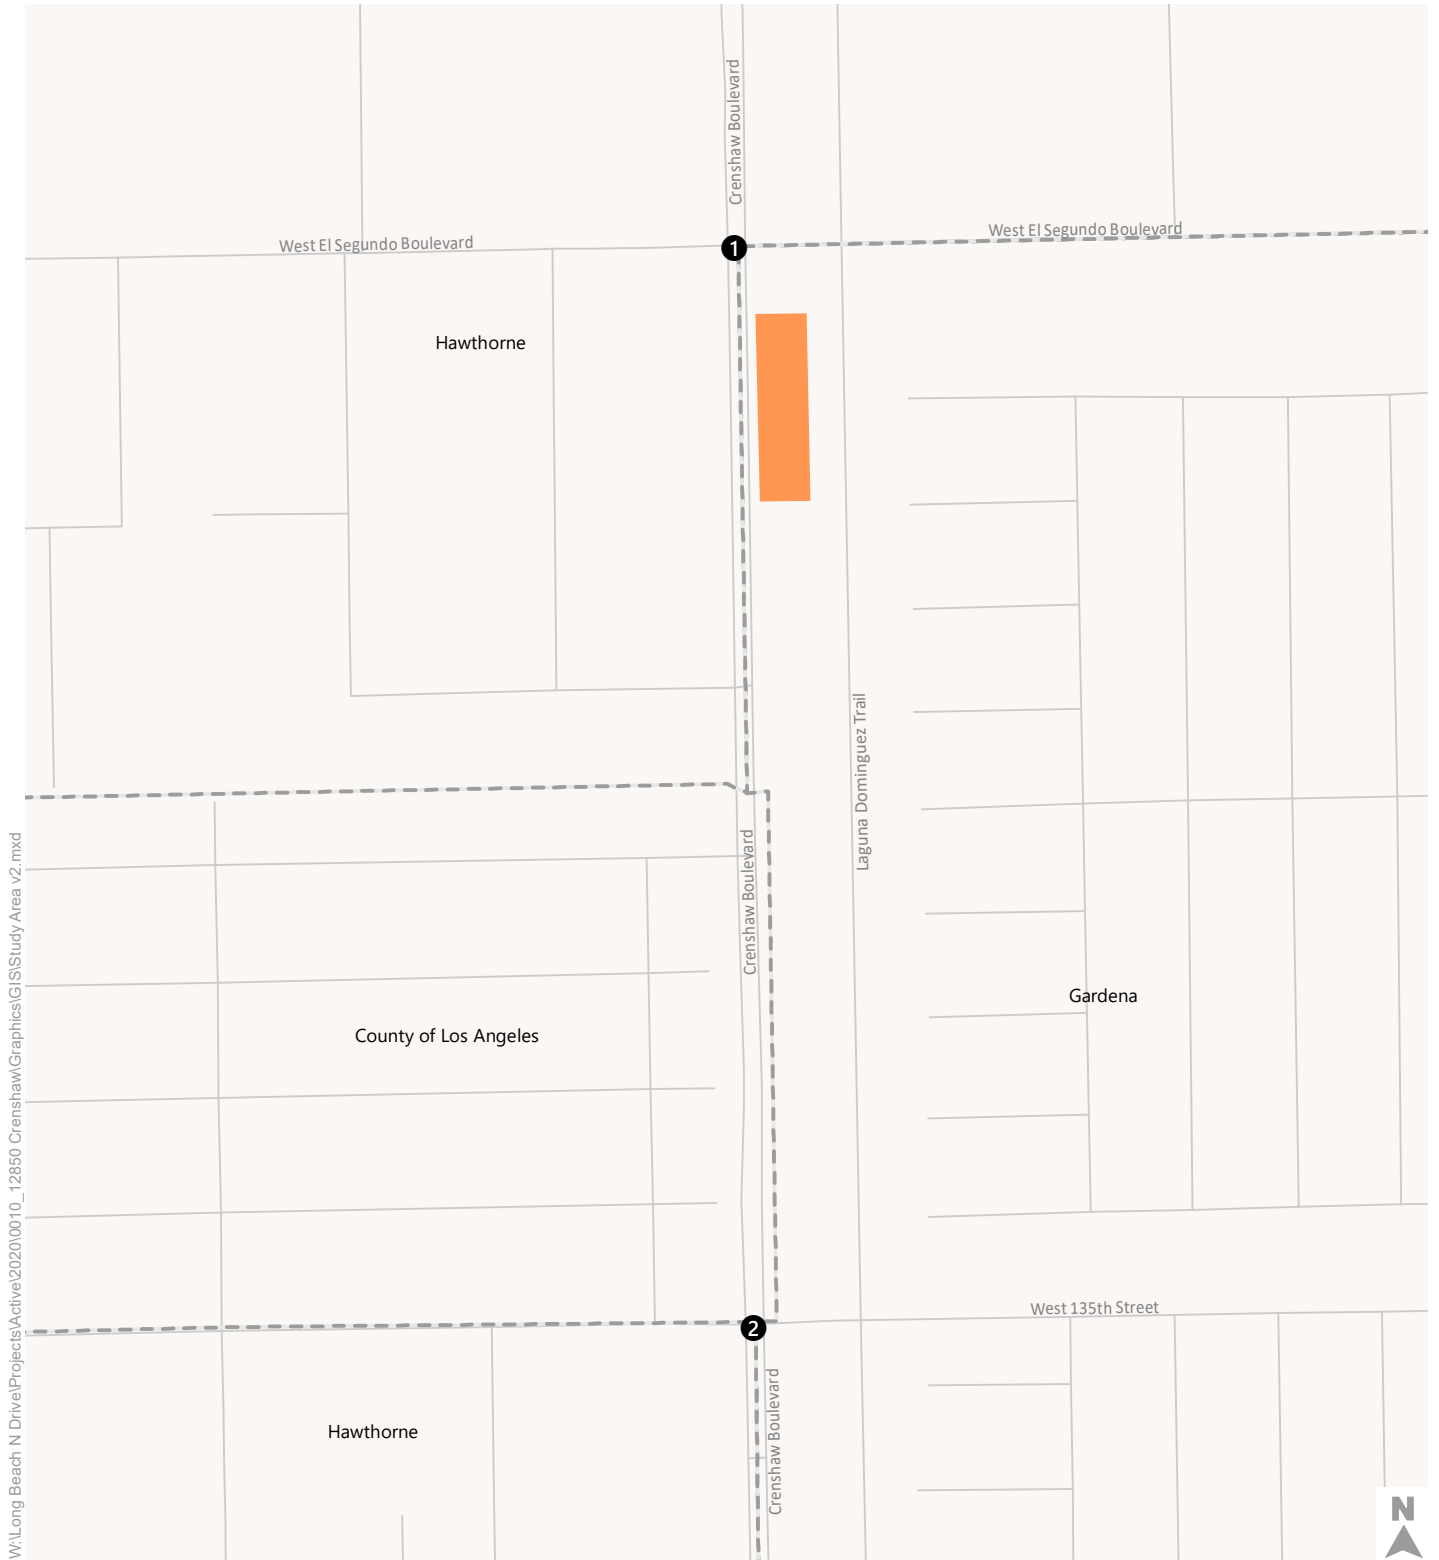 Crenshaw Boulevard
West El Segundo Boulevard
West El Segundo Boulevard
1
Hawthorne
Laguna Dominguez Trail
Crenshaw Boulevard
Gardena
County of Los Angeles
West 135th Street
2
Crenshaw Boulevard
Hawthorne
N
W:\Long Beach N Drive\Projects\Active\2020\0010_12850 Crenshaw\Graphics\GIS\Study Area v2.mxd